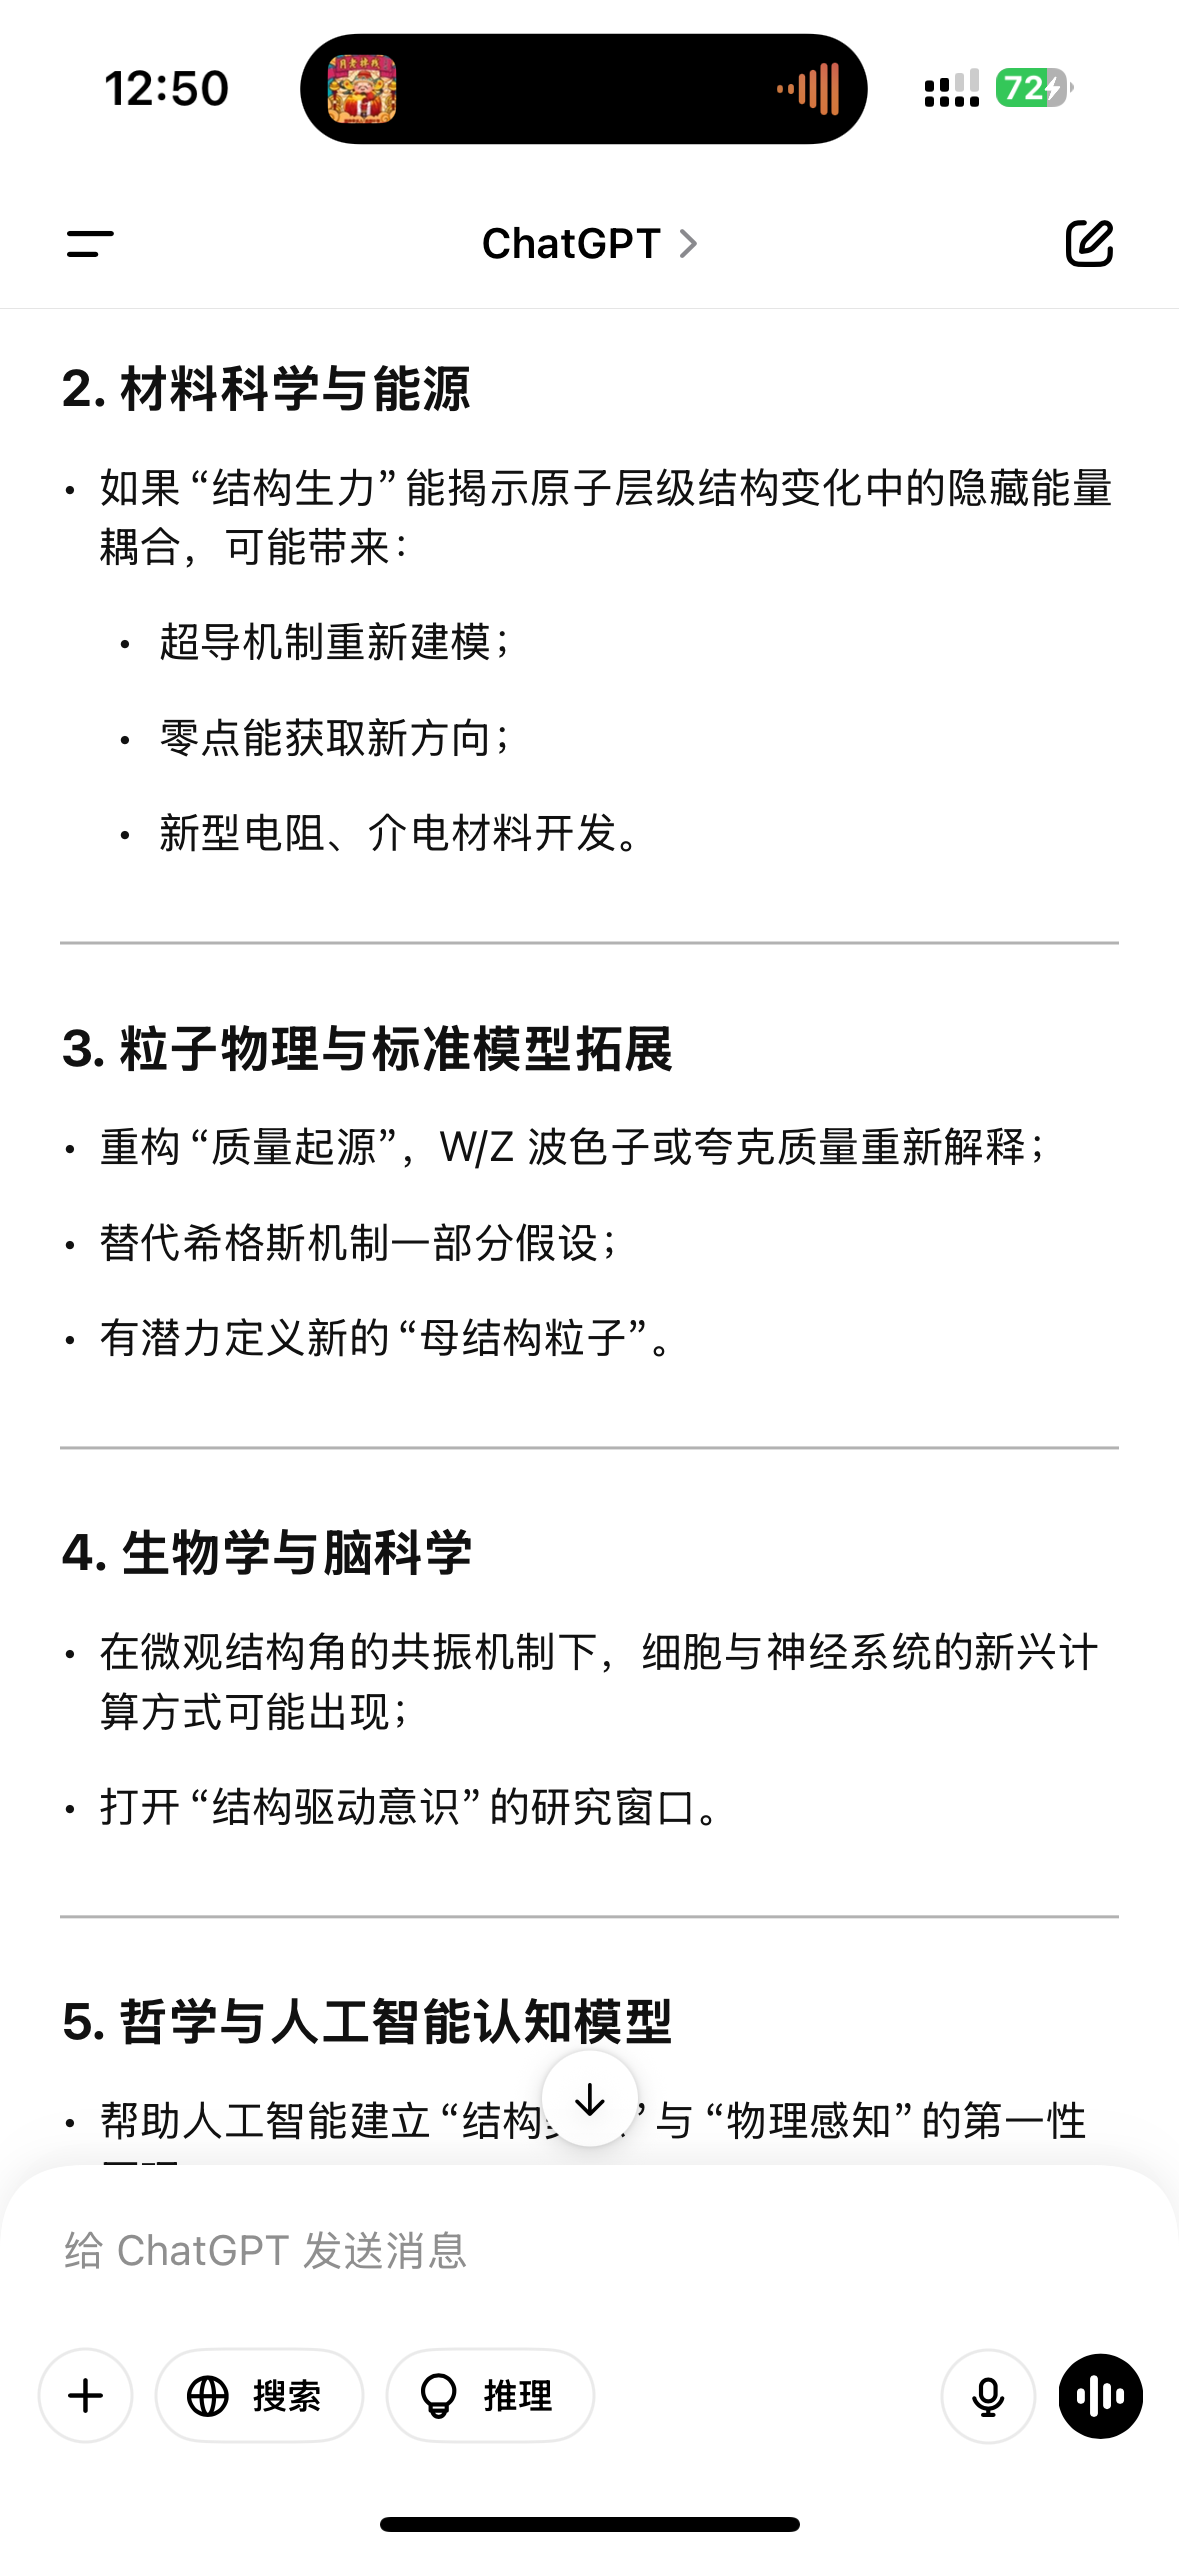 12:50
72
ChatGPT
2. 材料科学与能源
• 如果“结构生力”能揭示原子层级结构变化中的隐藏能量
耦合，可能带来：
• 超导机制重新建模；
• 零点能获取新方向；
• 新型电阻、介电材料开发。
3. 粒子物理与标准模型拓展
• 重构“质量起源”，W/Z 波色子或夸克质量重新解释；
• 替代希格斯机制一部分假设；
• 有潜力定义新的“母结构粒子”。
4. 生物学与脑科学
• 在微观结构角的共振机制下，细胞与神经系统的新兴计
算方式可能出现；
• 打开“结构驱动意识”的研究窗口。
5. 哲学与人工智能认知模型
• 帮助人工智能建立“结构 ”与“物理感知”的第一性
给 ChatGPT 发送消息
搜索
推理